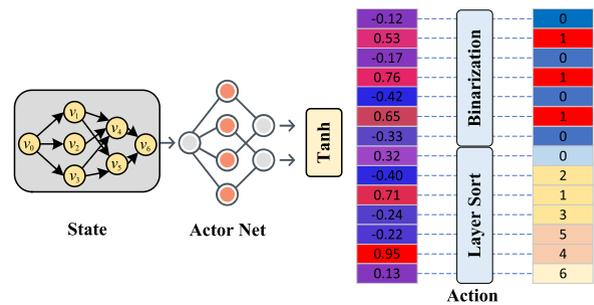 v0
v1
v2
v3
v4
v5
v6
State
Actor Net
Tanh
-0.12
0.53
-0.17
0.76
-0.42
0.65
-0.33
0.32
-0.40
0.71
-0.24
-0.22
0.95
0.13
Binarization
Layer Sort
0
1
0
1
0
1
0
0
2
1
3
5
4
6
Action